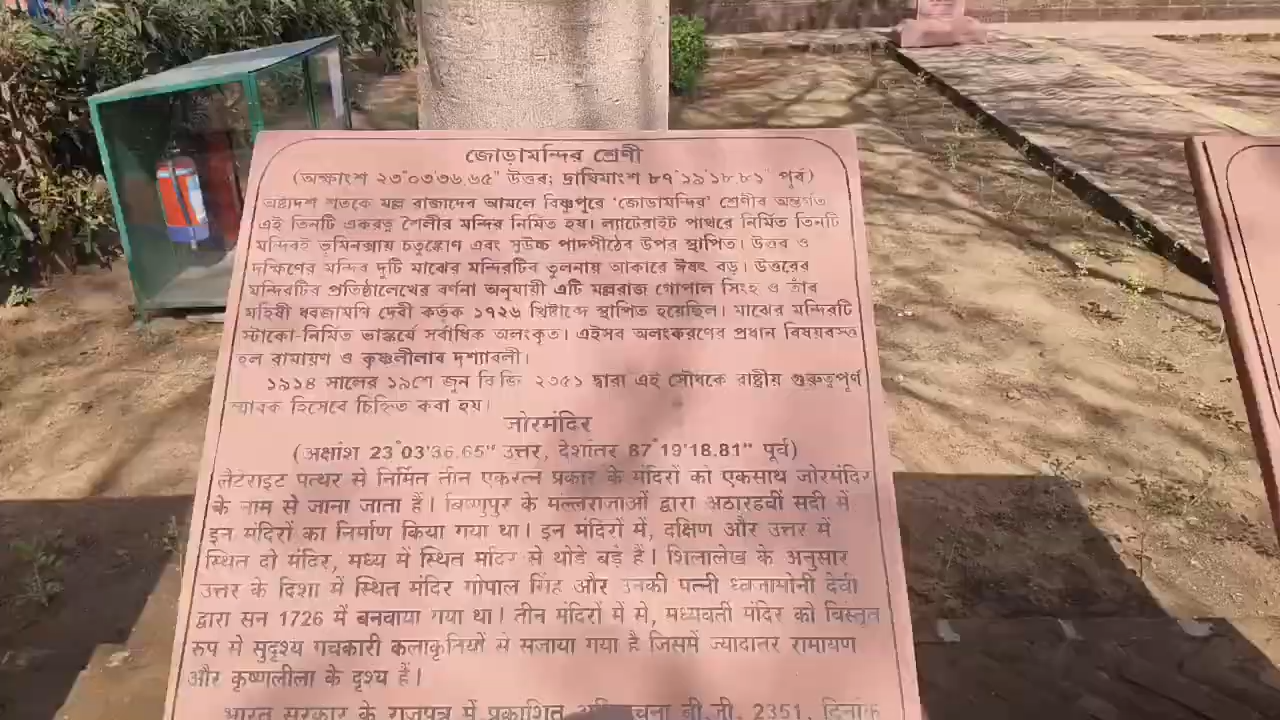 জোড়ামন্দির শ্রেণী
(অক্ষাংশ ২৩°০৩'৩৬.৬৫" উত্তর; দ্রাঘিমাংশ ৮৭°১৯'১৮.৮১" পূর্ব)
অষ্টাদশ শতকে মল্ল রাজাদের আমলে বিষ্ণুপুরে 'জোড়ামন্দির' শ্রেণীর অন্তর্গত
এই তিনটি একরত্ন শৈলীর মন্দির নির্মিত হয়। ল্যাটেরাইট পাথরে নির্মিত তিনটি
মন্দিরই ভূমিনক্সায় চতুষ্কোণ এবং সুউচ্চ পাদপীঠের উপর স্থাপিত। উত্তর ও
দক্ষিণের মন্দির দুটি মাঝের মন্দিরটির তুলনায় আকারে ঈষৎ বড়। উত্তরের
মন্দিরটির প্রতিষ্ঠালেখের বর্ণনা অনুযায়ী এটি মল্লরাজ গোপাল সিংহ ও তাঁর
মহিষী ধ্বজামণি দেবী কর্তৃক ১৭২৬ খ্রিষ্টাব্দে স্থাপিত হয়েছিল। মাঝের মন্দিরটি
স্টাকো-নির্মিত ভাস্কর্যে সর্বাধিক অলংকৃত। এইসব অলংকরণের প্রধান বিষয়বস্তু
হল রামায়ণ ও কৃষ্ণলীলার দৃশ্যাবলী।
১৯১৪ সালের ১৯শে জুন বি জি ২৩৫১ দ্বারা এই সৌধকে রাষ্ট্রীয় গুরুত্বপূর্ণ
স্মারক হিসেবে চিহ্নিত করা হয়।
जोरमंदिर
(अक्षांश 23°03'36.65" उत्तर, देशांतर 87°19'18.81" पूर्व)
लैटेराइट पत्थर से निर्मित तीन एकरत्न प्रकार के मंदिरों को एकसाथ जोरमंदिर
के नाम से जाना जाता है। बिष्णुपुर के मल्लराजाओं द्वारा अठारहवीं सदी में
इन मंदिरों का निर्माण किया गया था। इन मंदिरों में, दक्षिण और उत्तर में
स्थित दो मंदिर, मध्य में स्थित मंदिर से थोडे बड़े हैं। शिलालेख के अनुसार
उत्तर के दिशा में स्थित मंदिर गोपाल सिंह और उनकी पत्नी ध्वजामोनी देवी
द्वारा सन 1726 में बनवाया गया था। तीन मंदिरों में से, मध्यवर्ती मंदिर को विस्तृत
रुप से सुदृश्य गचकारी कलाकृतियों से सजाया गया है जिसमें ज्यादातर रामायण
और कृष्णलीला के दृश्य हैं।
भारत सरकार के राजपत्र में प्रकाशित बी.जी. 2351, दिनांक